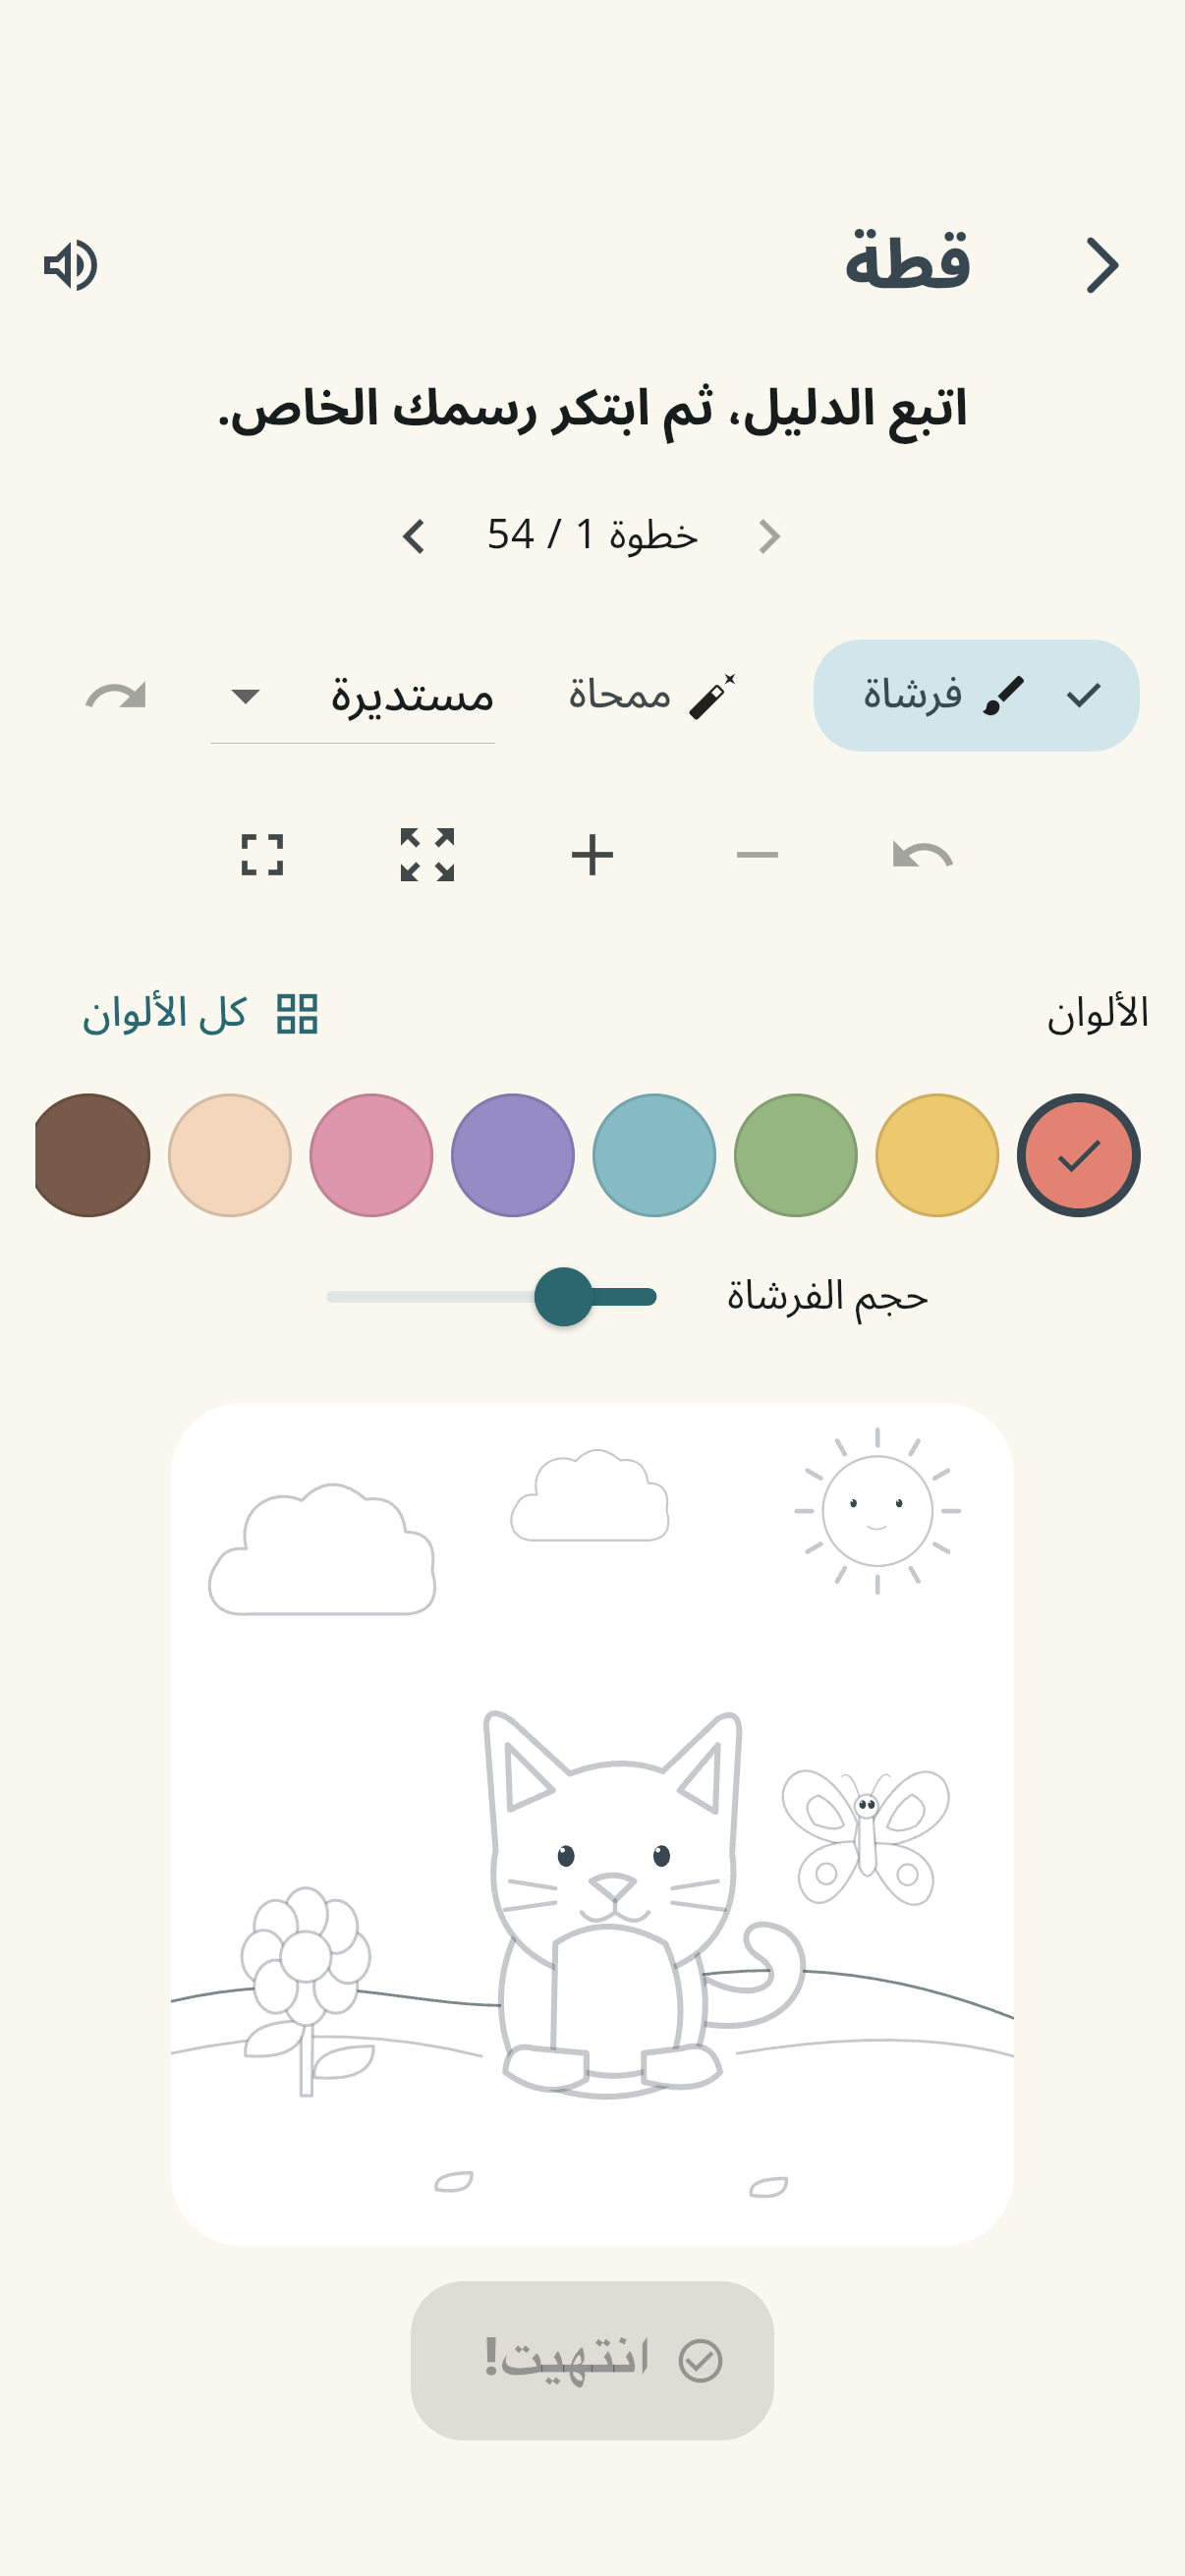 قطة
اتبع الدليل، ثم ابتكر رسمك الخاص.
خطوة 1 / 54
فرشاة
ممحاة
مستديرة
الألوان
كل الألوان
حجم الفرشاة
انتهيت!